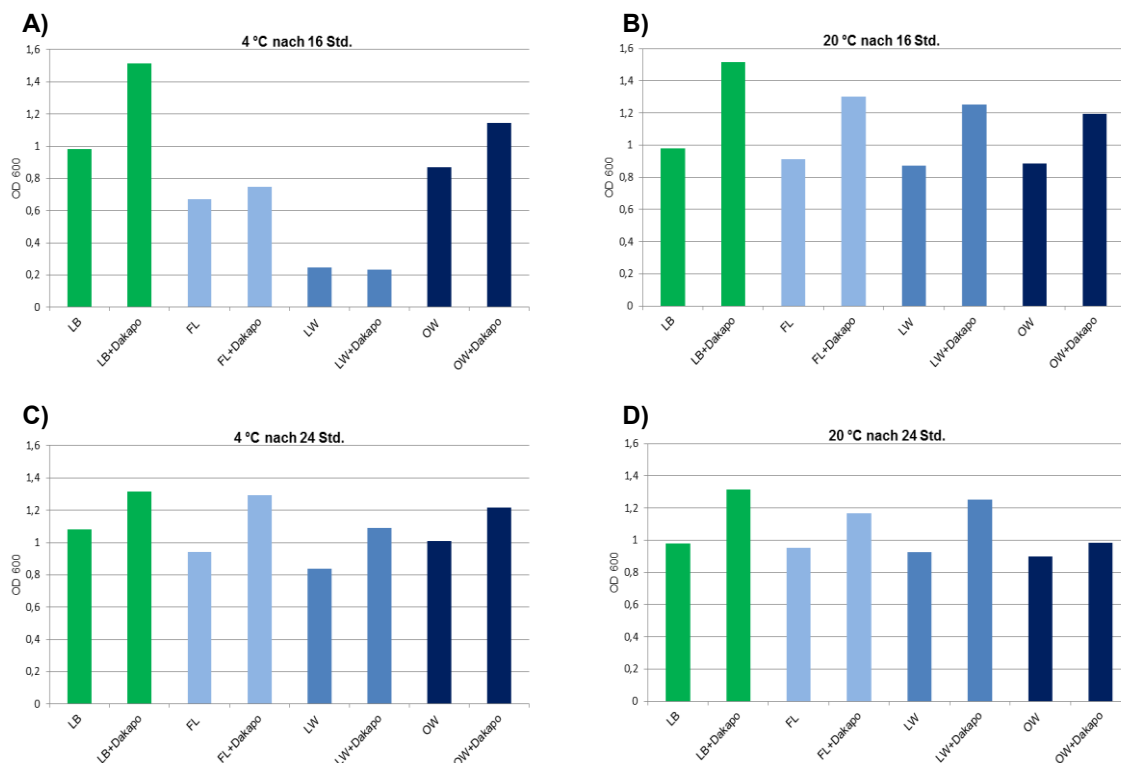 A)
4 °C nach 16 Std.
1,6
1,4
1,2
1
0,8
0,6
0,4
0,2
0
OD 600
LB
LB+Dakapo
FL
FL+Dakapo
LW
LW+Dakapo
OW
OW+Dakapo
B)
20 °C nach 16 Std.
1,6
1,4
1,2
1
0,8
0,6
0,4
0,2
0
OD 600
LB
LB+Dakapo
FL
FL+Dakapo
LW
LW+Dakapo
OW
OW+Dakapo
C)
4 °C nach 24 Std.
1,6
1,4
1,2
1
0,8
0,6
0,4
0,2
0
OD 600
LB
LB+Dakapo
FL
FL+Dakapo
LW
LW+Dakapo
OW
OW+Dakapo
D)
20 °C nach 24 Std.
1,6
1,4
1,2
1
0,8
0,6
0,4
0,2
0
OD 600
LB
LB+Dakapo
FL
FL+Dakapo
LW
LW+Dakapo
OW
OW+Dakapo